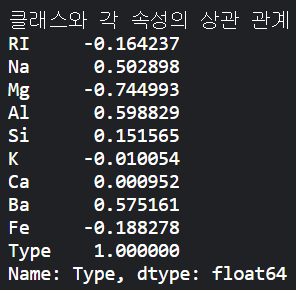 클래스와 각 속성의 상관 관계
RI -0.164237
Na 0.502898
Mg -0.744993
Al 0.598829
Si 0.151565
K -0.010054
Ca 0.000952
Ba 0.575161
Fe -0.188278
Type 1.000000
Name: Type, dtype: float64